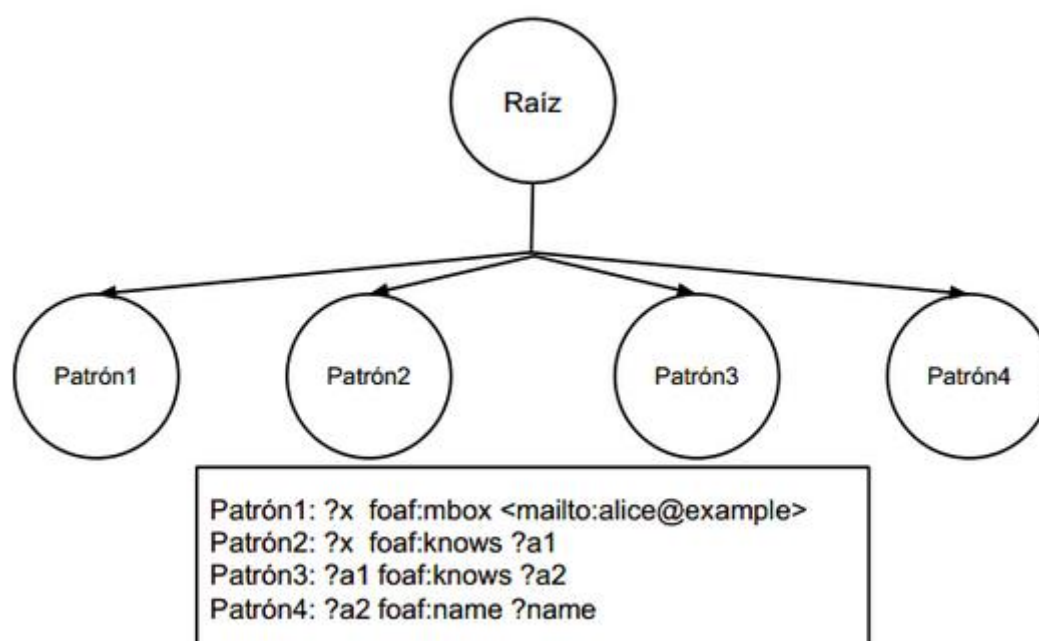 Raíz
Patrón1
Patrón2
Patrón3
Patrón4
Patrón1: ?x foaf:mbox <mailto:alice@example>
Patrón2: ?x foaf:knows ?a1
Patrón3: ?a1 foaf:knows ?a2
Patrón4: ?a2 foaf:name ?name